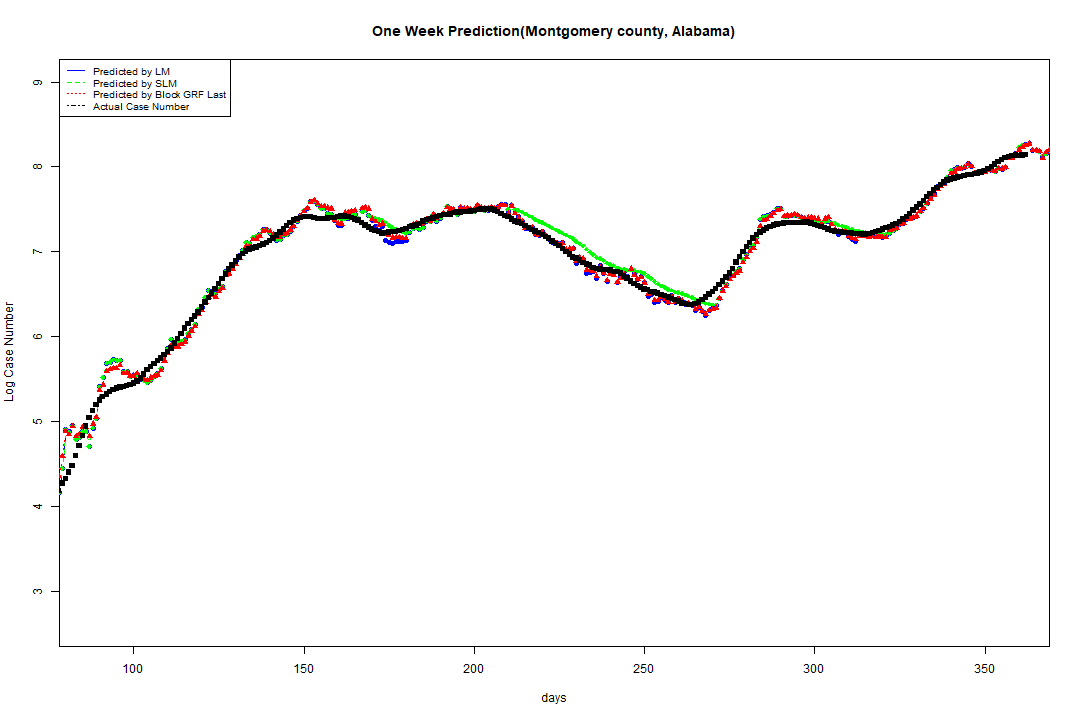 One Week Prediction(Montgomery county, Alabama)
Predicted by LM
Predicted by SLM
Predicted by Block GRF Last
Actual Case Number
Log Case Number
9
8
7
6
5
4
3
100 150 200 250 300 350
days